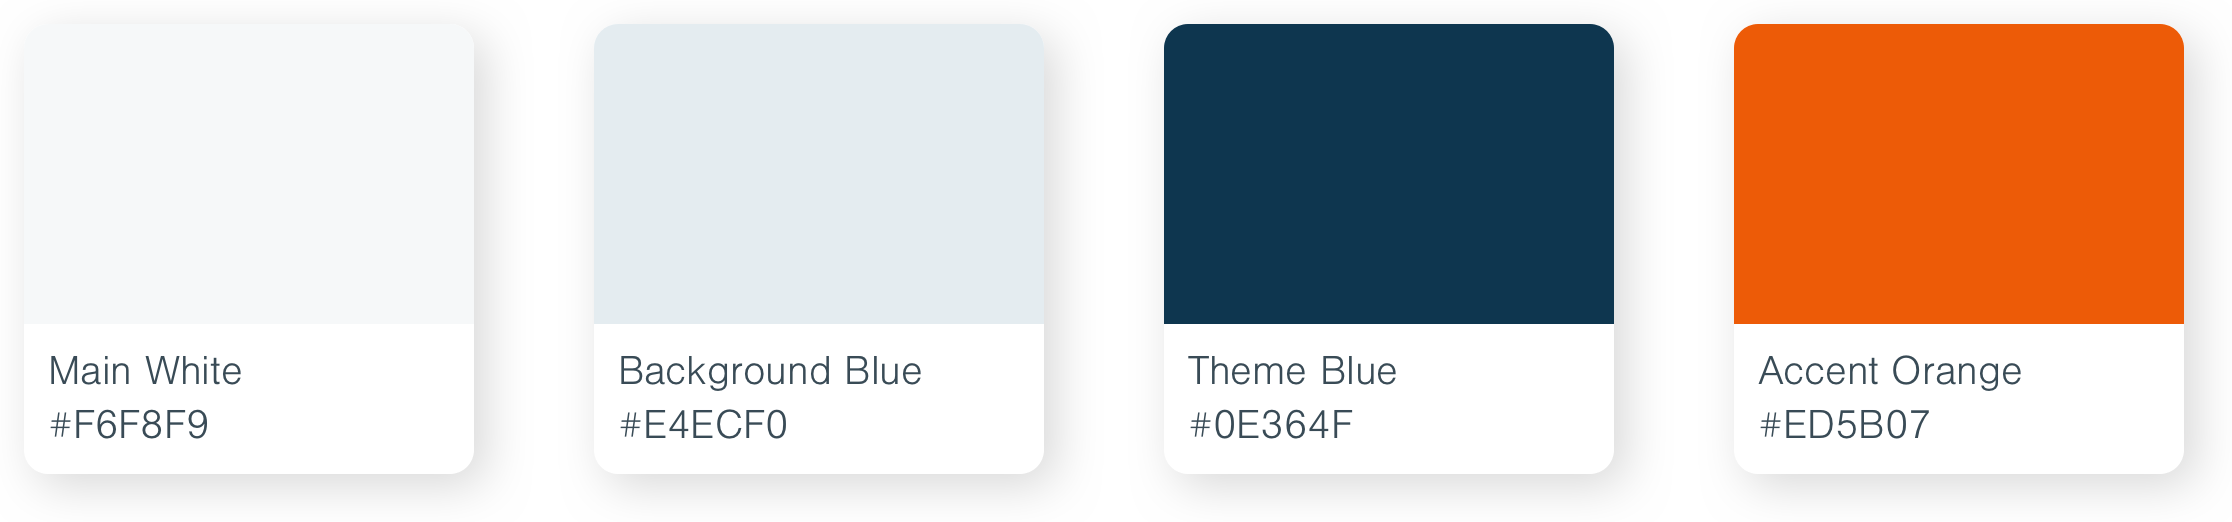 Main White
#F6F8F9
Background Blue
#E4ECF0
Theme Blue
#0E364F
Accent Orange
#ED5B07